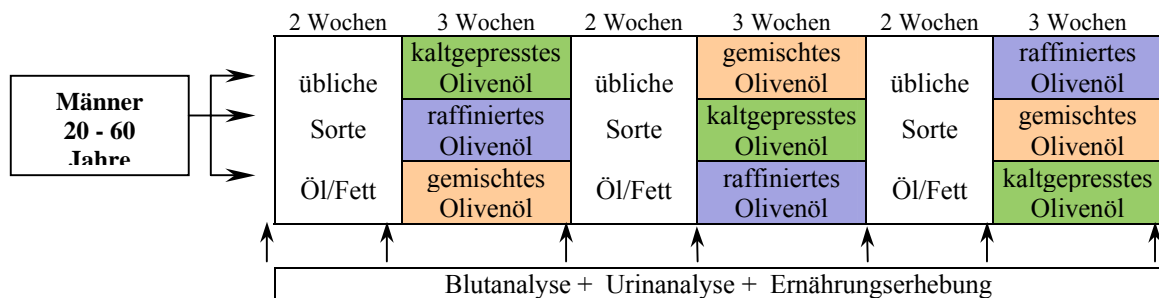 2 Wochen 3 Wochen 2 Wochen 3 Wochen 2 Wochen 3 Wochen
Männer
20 - 60
Jahre
übliche
Sorte
Öl/Fett
kaltgepresstes
Olivenöl
raffiniertes
Olivenöl
gemischtes
Olivenöl
übliche
Sorte
Öl/Fett
gemischtes
Olivenöl
kaltgepresstes
Olivenöl
raffiniertes
Olivenöl
übliche
Sorte
Öl/Fett
raffiniertes
Olivenöl
gemischtes
Olivenöl
kaltgepresstes
Olivenöl
Blutanalyse + Urinanalyse + Ernährungserhebung